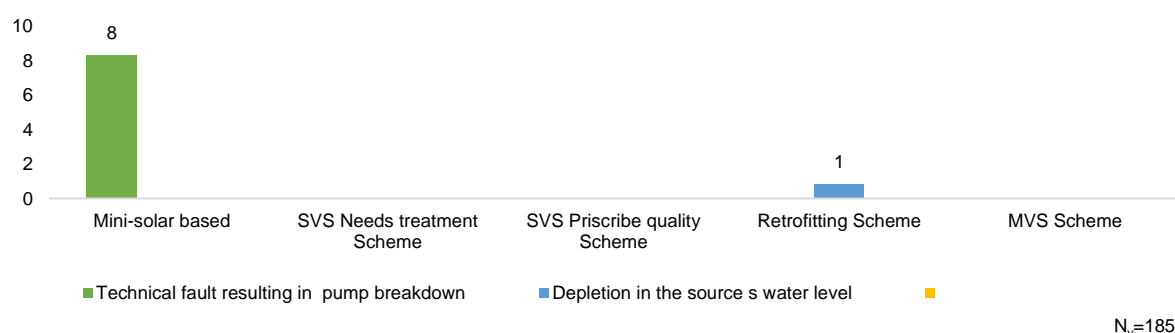 10
8
6
4
2
0
8
1
Mini-solar based
SVS Needs treatment
Scheme
SVS Priscribe quality
Scheme
Retrofitting Scheme
MVS Scheme
Technical fault resulting in  pump breakdown
Depletion in the source s water level
Nᵥ=185